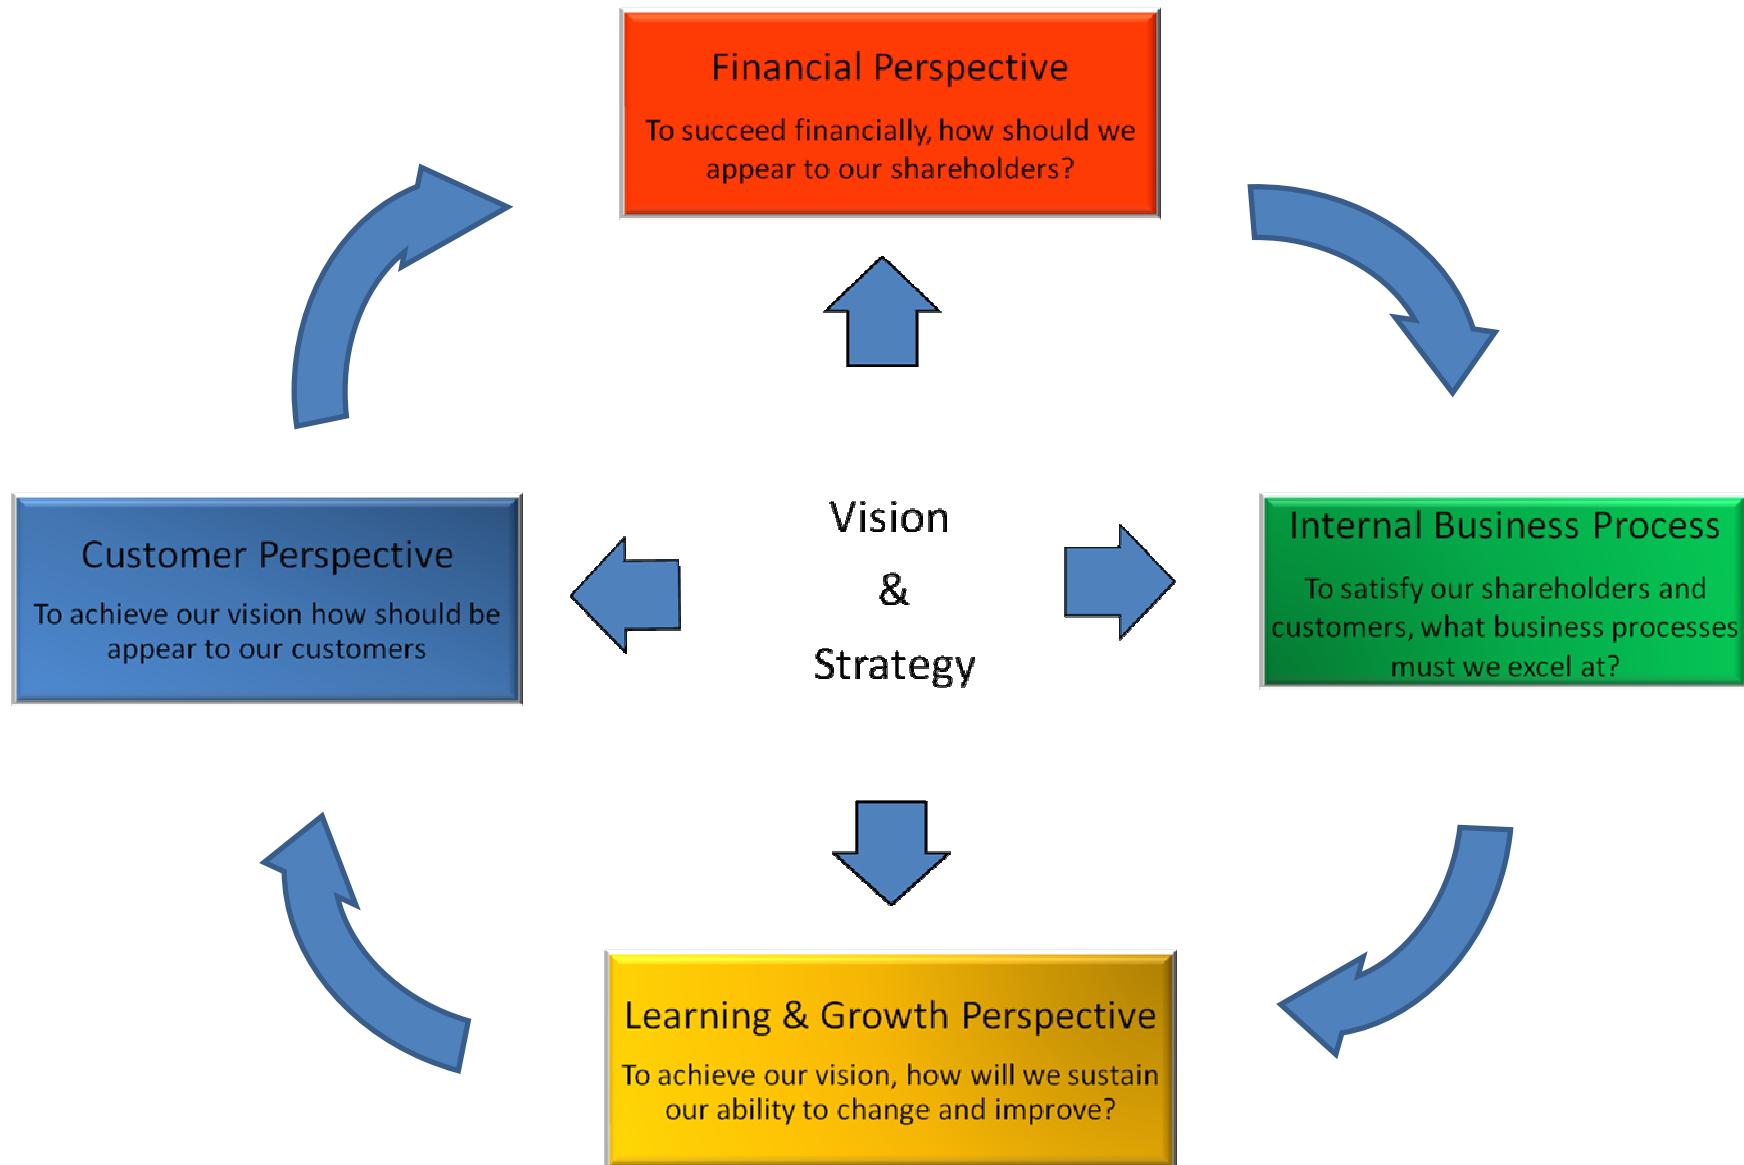 Financial Perspective
To succeed financially, how should we
appear to our shareholders?
Customer Perspective
To achieve our vision how should be
appear to our customers
Vision
&
Strategy
Internal Business Process
To satisfy our shareholders and
customers, what business processes
must we excel at?
Learning & Growth Perspective
To achieve our vision, how will we sustain
our ability to change and improve?